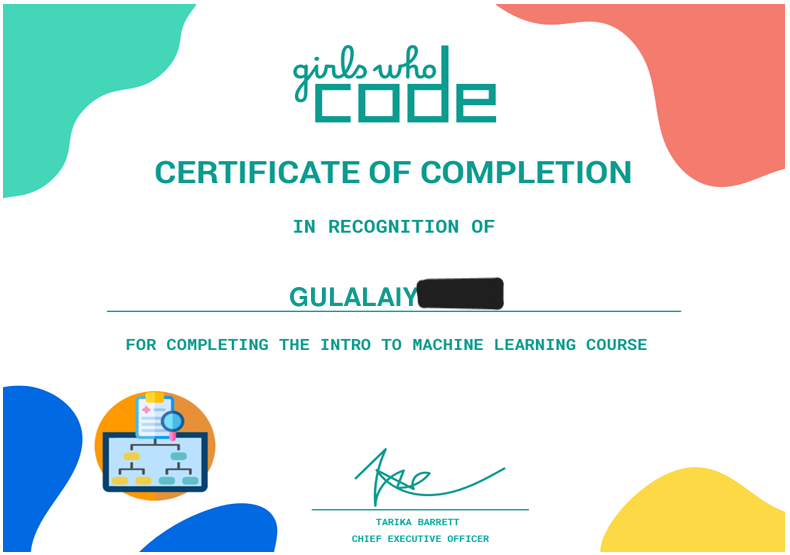 girls who
code
CERTIFICATE OF COMPLETION
IN RECOGNITION OF
GULALAIY
FOR COMPLETING THE INTRO TO MACHINE LEARNING COURSE
TARIKA BARRETT
CHIEF EXECUTIVE OFFICER